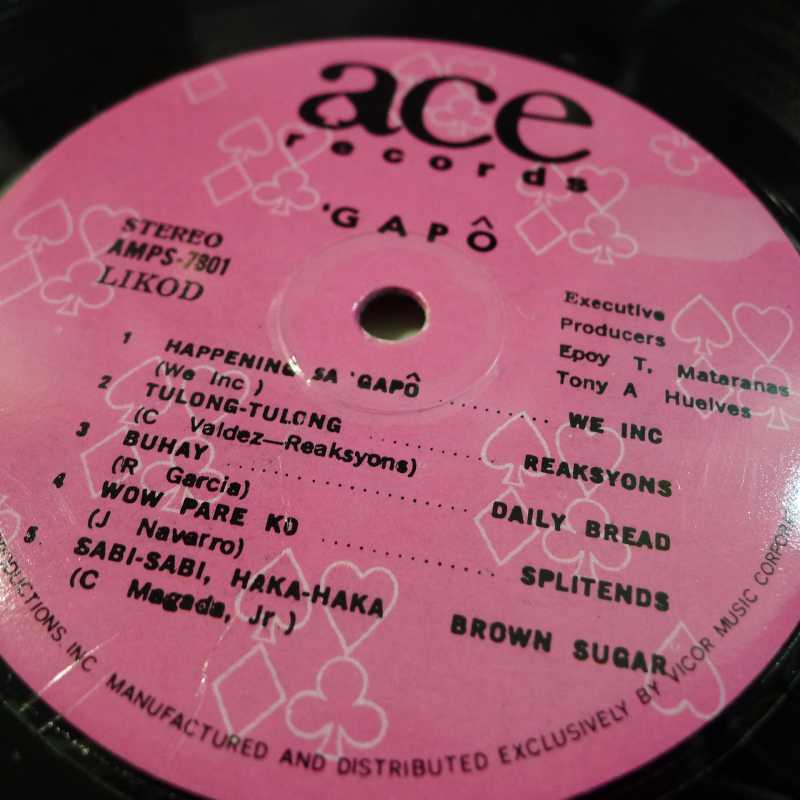 ace
records
'GAPÔ
STEREO
AMPS-7801
LIKOD
Executive
Producers
Epoy T. Mataranas
Tony A Huelves
1 HAPPENING SA 'GAPÔ .......... WE INC
(We Inc )
2 TULONG-TULONG .......... REAKSYONS
(C Valdez—Reaksyons)
3 BUHAY .......... DAILY BREAD
(R Garcia)
4 WOW PARE KO .......... SPLITENDS
(J Navarro)
5. SABI-SABI, HAKA-HAKA BROWN SUGAR
(C Magada, Jr )
INC MANUFACTURED AND DISTRIBUTED EXCLUSIVELY BY VICOR MUSIC